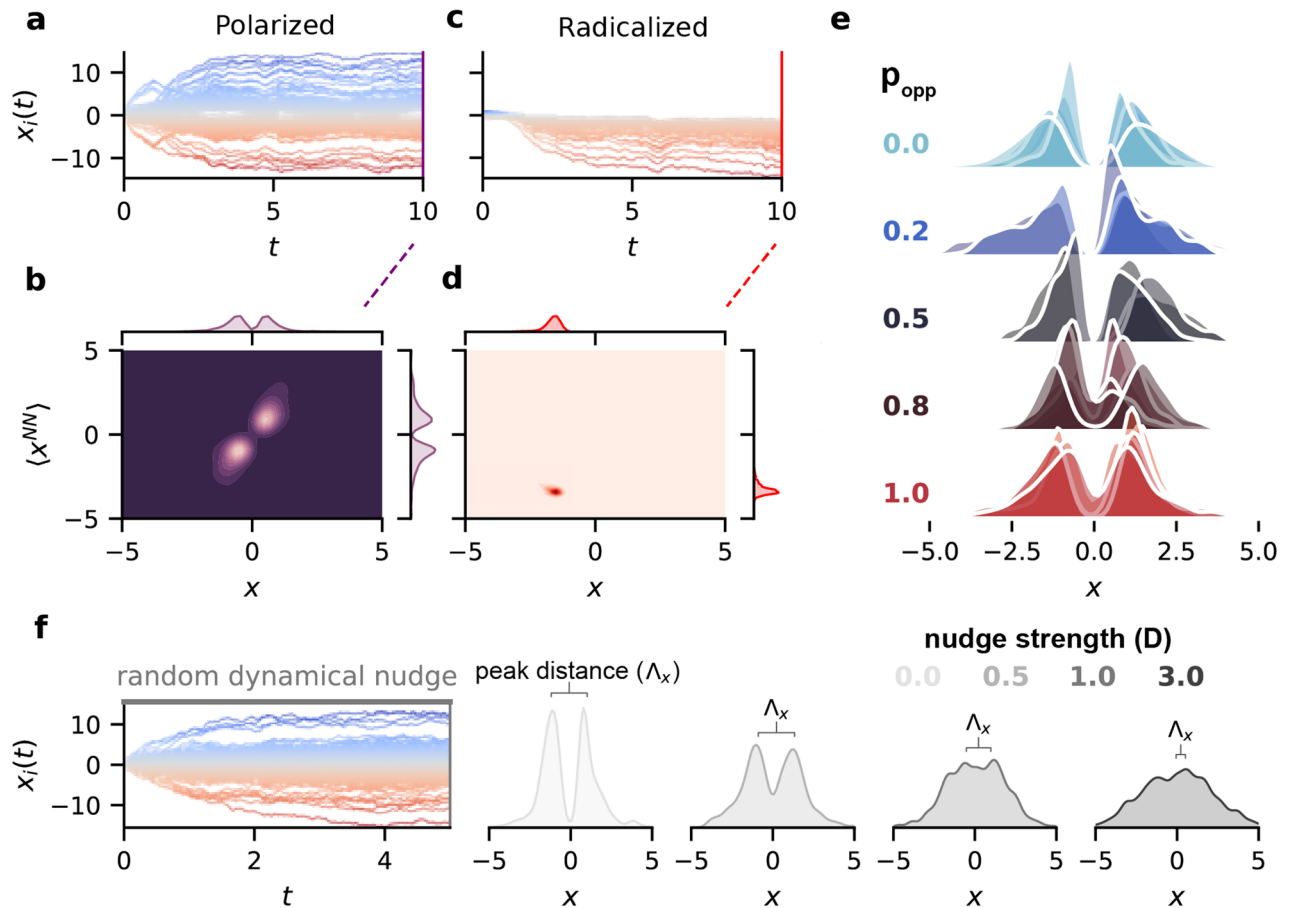 a
Polarized
c
Radicalized
e
x_i(t)
10
0
−10
0
5
10
t
0
5
10
t
p_opp
0.0
0.2
0.5
0.8
1.0
−5.0
−2.5
0.0
2.5
5.0
x
b
⟨x^NN⟩
5
0
−5
−5
0
5
x
d
−5
0
5
x
f
random dynamical nudge
x_i(t)
10
0
−10
0
2
4
t
peak distance (Λ_x)
−5
0
5
x
Λ_x
−5
0
5
x
nudge strength (D)
0.0 0.5 1.0 3.0
Λ_x
−5
0
5
x
Λ_x
−5
0
5
x